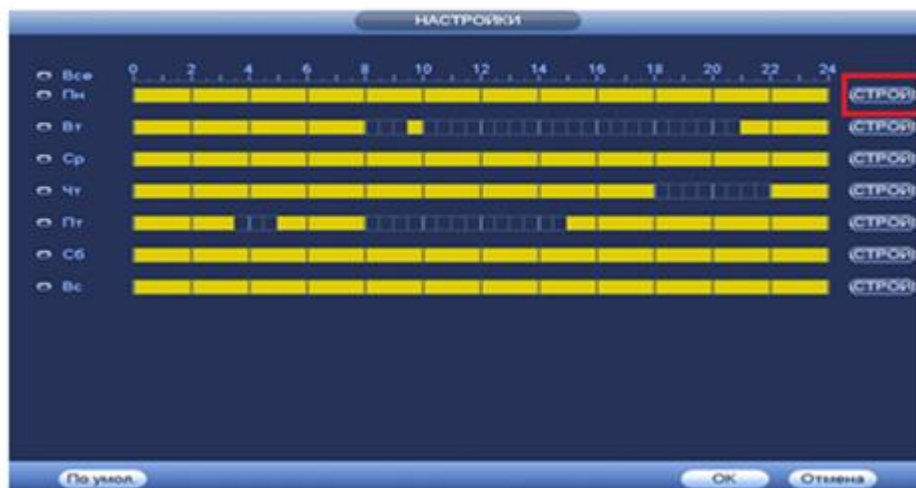 НАСТРОЙКИ
0 2 4 6 8 10 12 14 16 18 20 22 24
Все
Пн СТРОЙ
Вт СТРОЙ
Ср СТРОЙ
Чт СТРОЙ
Пт СТРОЙ
Сб СТРОЙ
Вс СТРОЙ
По умол. ОК Отмена